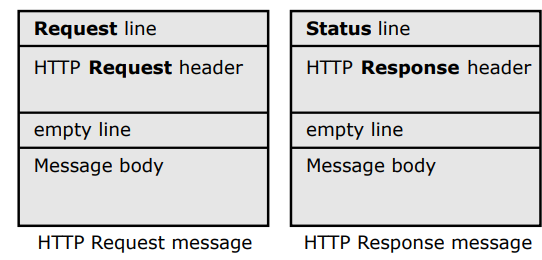 Request line
HTTP Request header
empty line
Message body
HTTP Request message
Status line
HTTP Response header
empty line
Message body
HTTP Response message